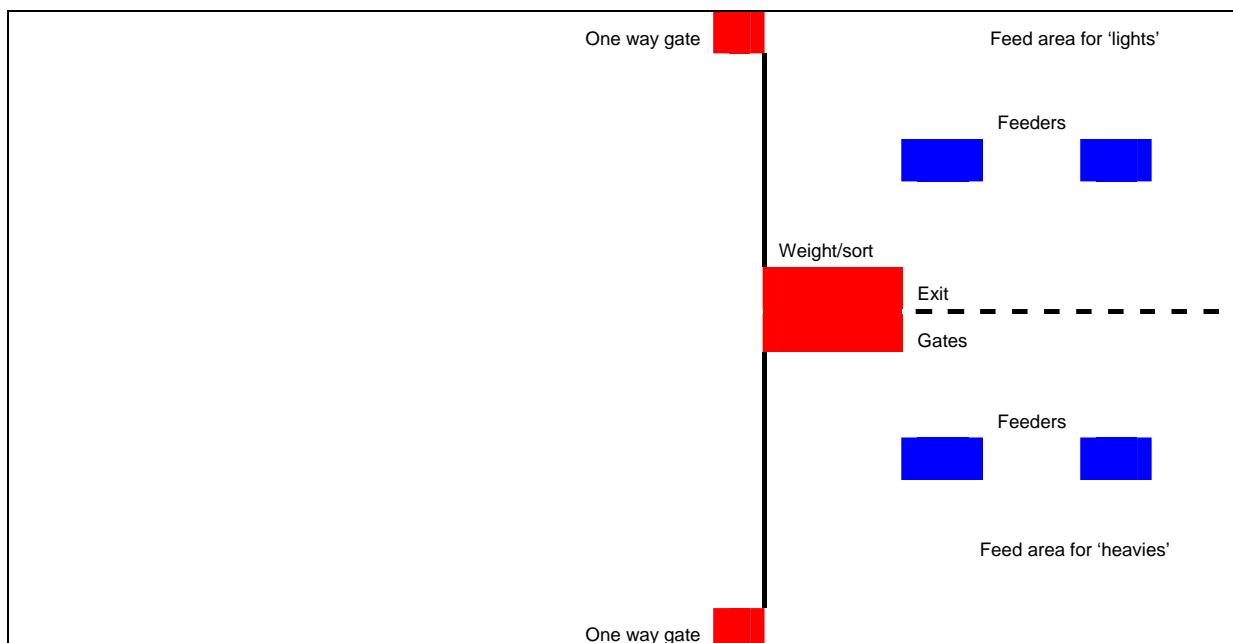 One way gate
Feed area for ‘lights’
Feeders
Weight/sort
Exit
Gates
Feeders
Feed area for ‘heavies’
One way gate